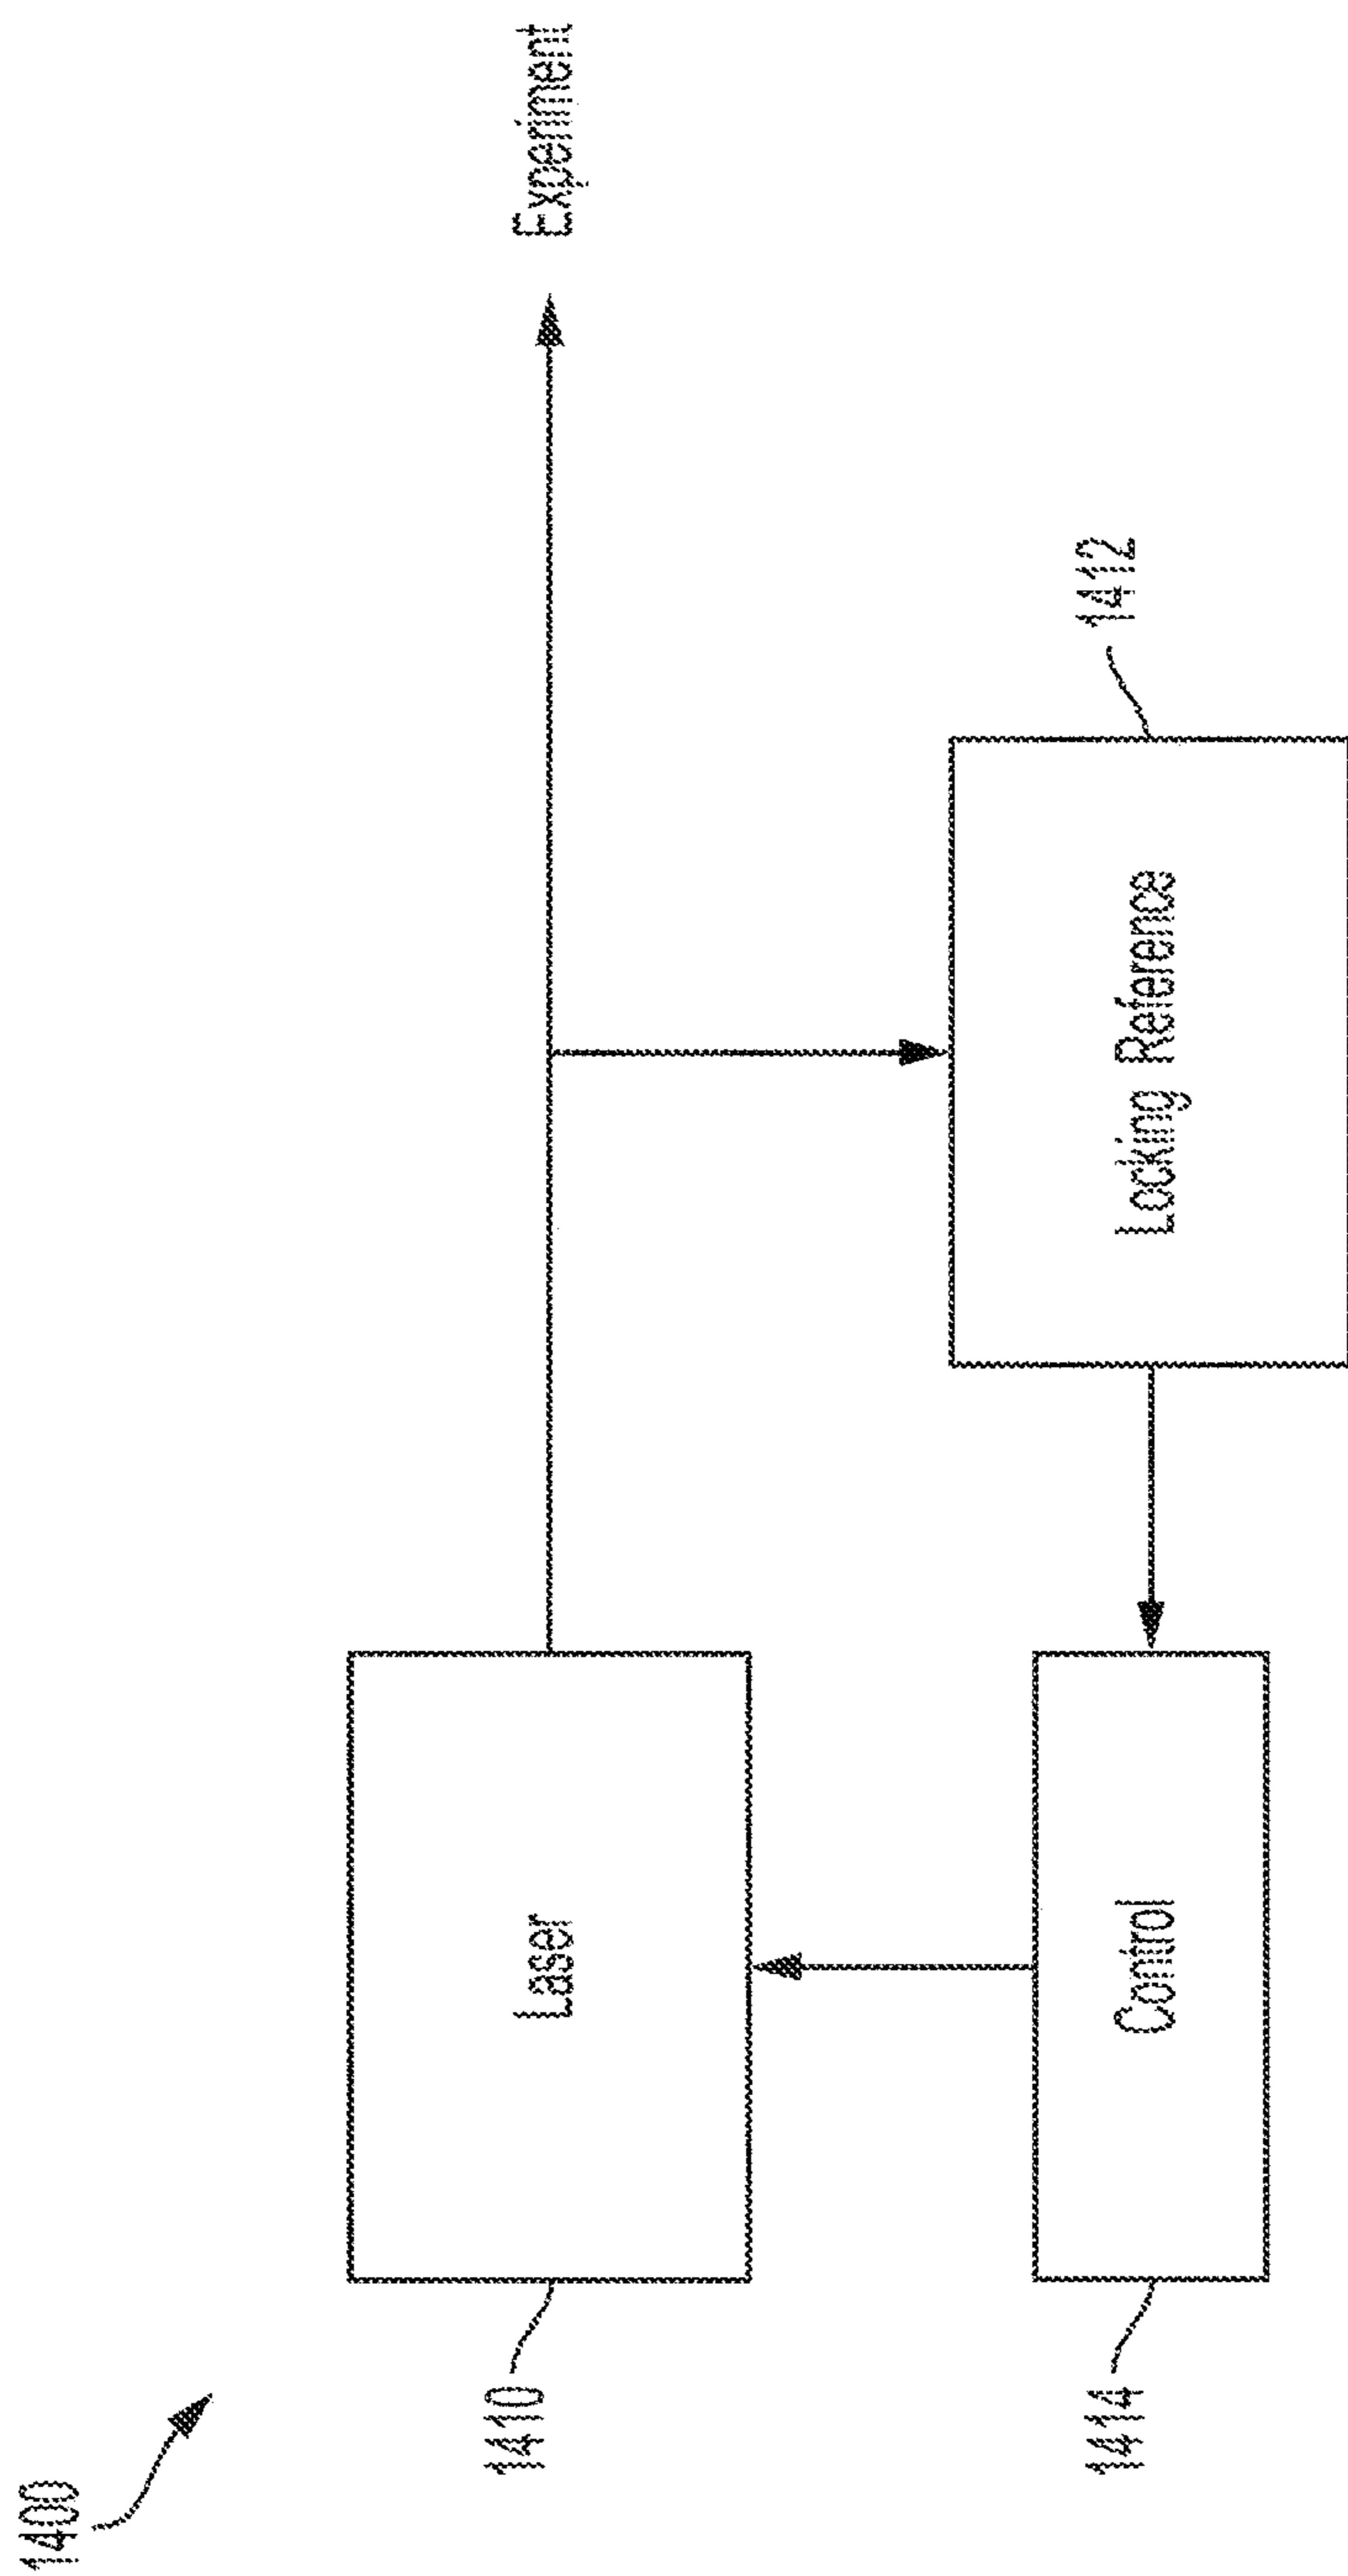 1400
1410
Laser
Experiment
1414
Control
Locking Reference
1412